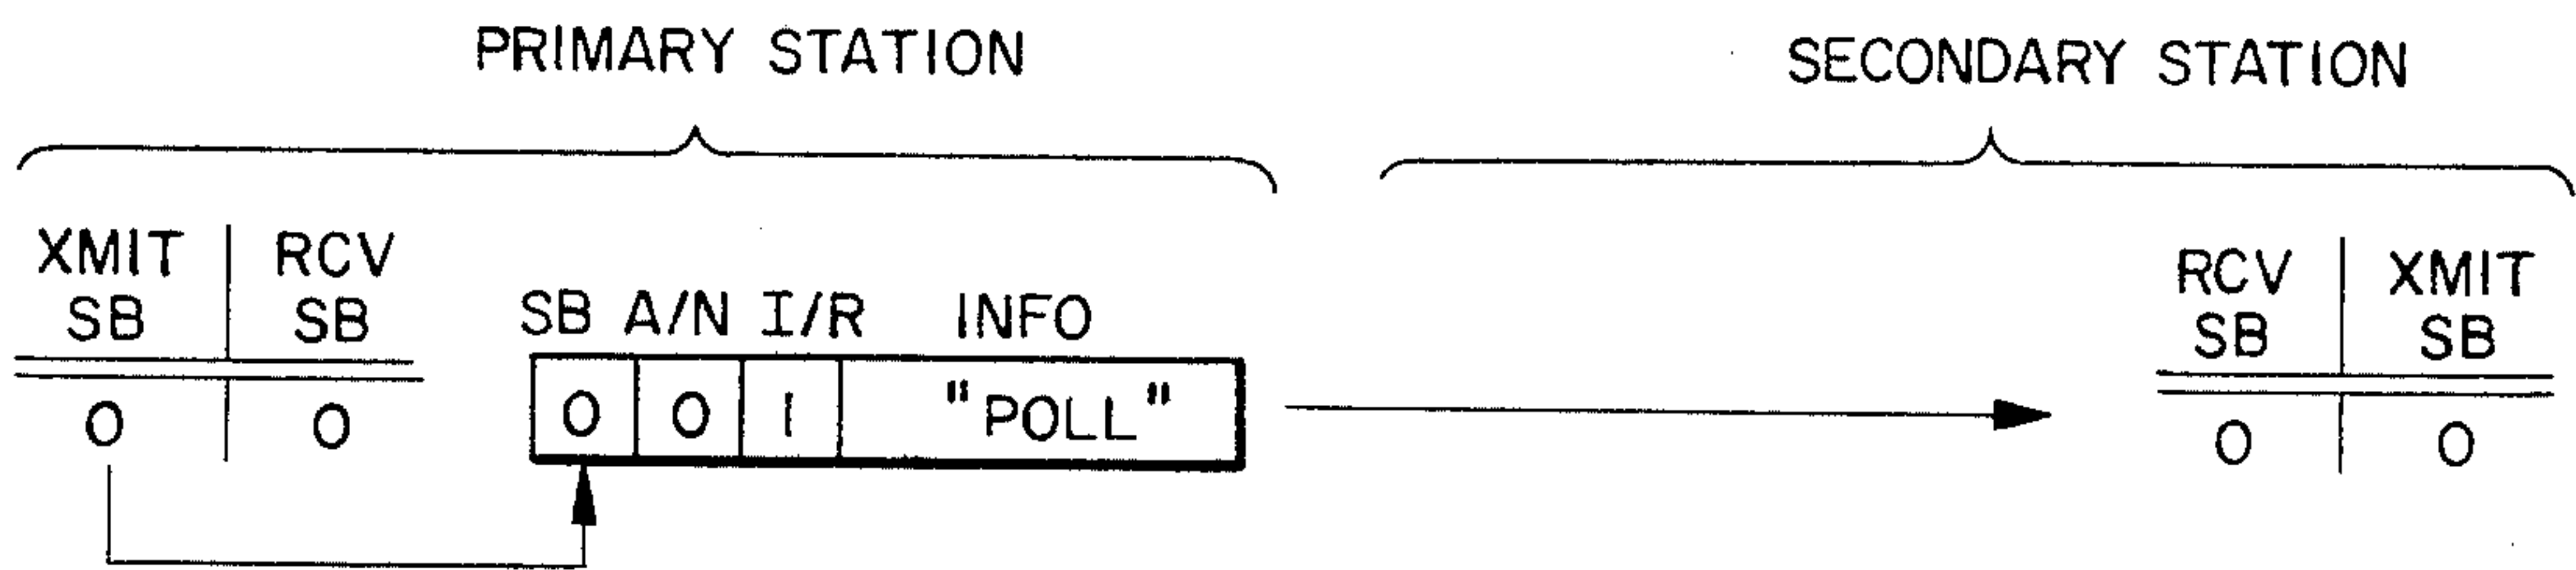 PRIMARY STATION
SECONDARY STATION
XMIT SB
RCV SB
SB A/N I/R INFO
0 0
0 0 1 "POLL"
RCV SB
XMIT SB
0 0